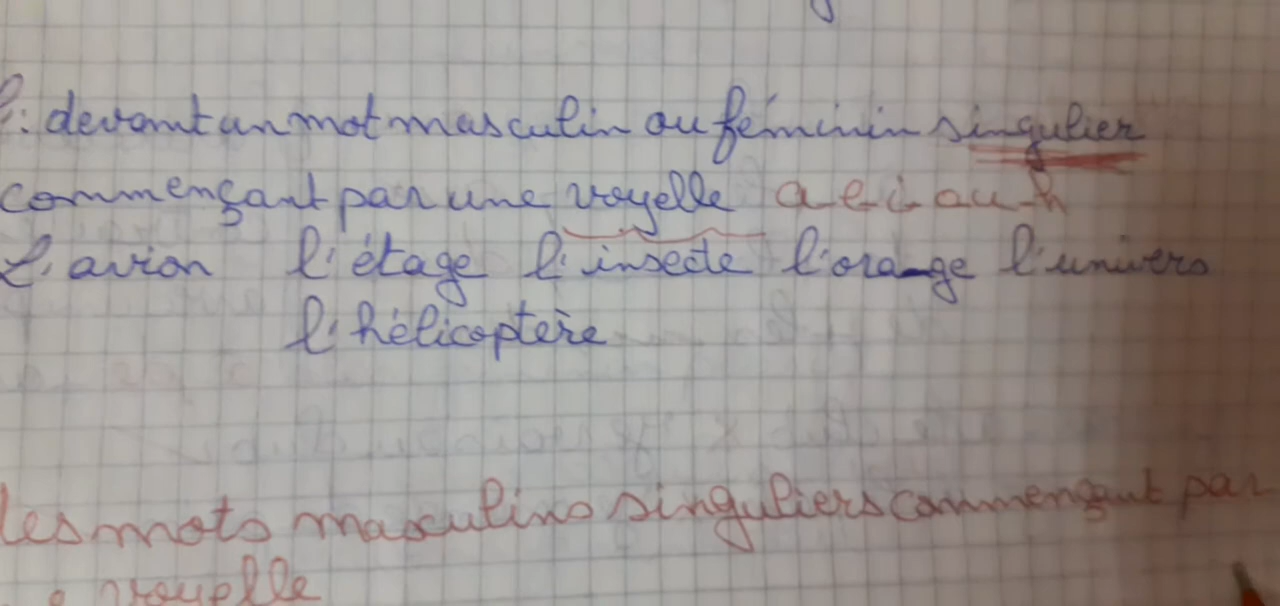 l': devant un mot masculin ou féminin singulier
commençant par une voyelle a e i o u h
l'avion l'étage l'insecte l'orange l'univers
l'hélicoptère
les mots masculins singuliers commençant par
voyelle